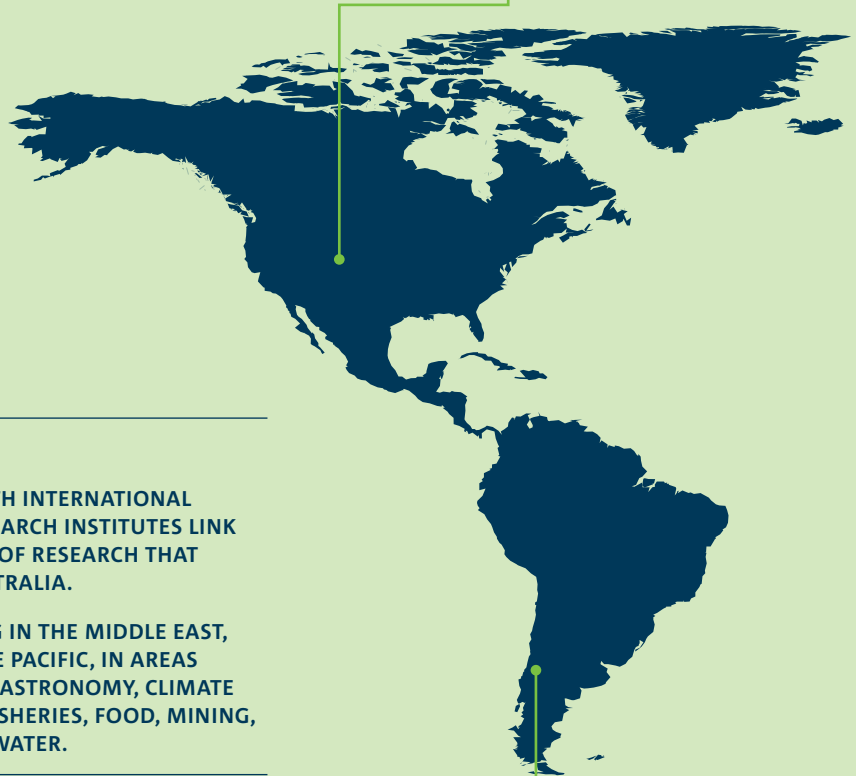 TH INTERNATIONAL
ARCH INSTITUTES LINK
OF RESEARCH THAT
TRALIA.
G IN THE MIDDLE EAST,
E PACIFIC, IN AREAS
ASTRONOMY, CLIMATE
SHERIES, FOOD, MINING,
WATER.